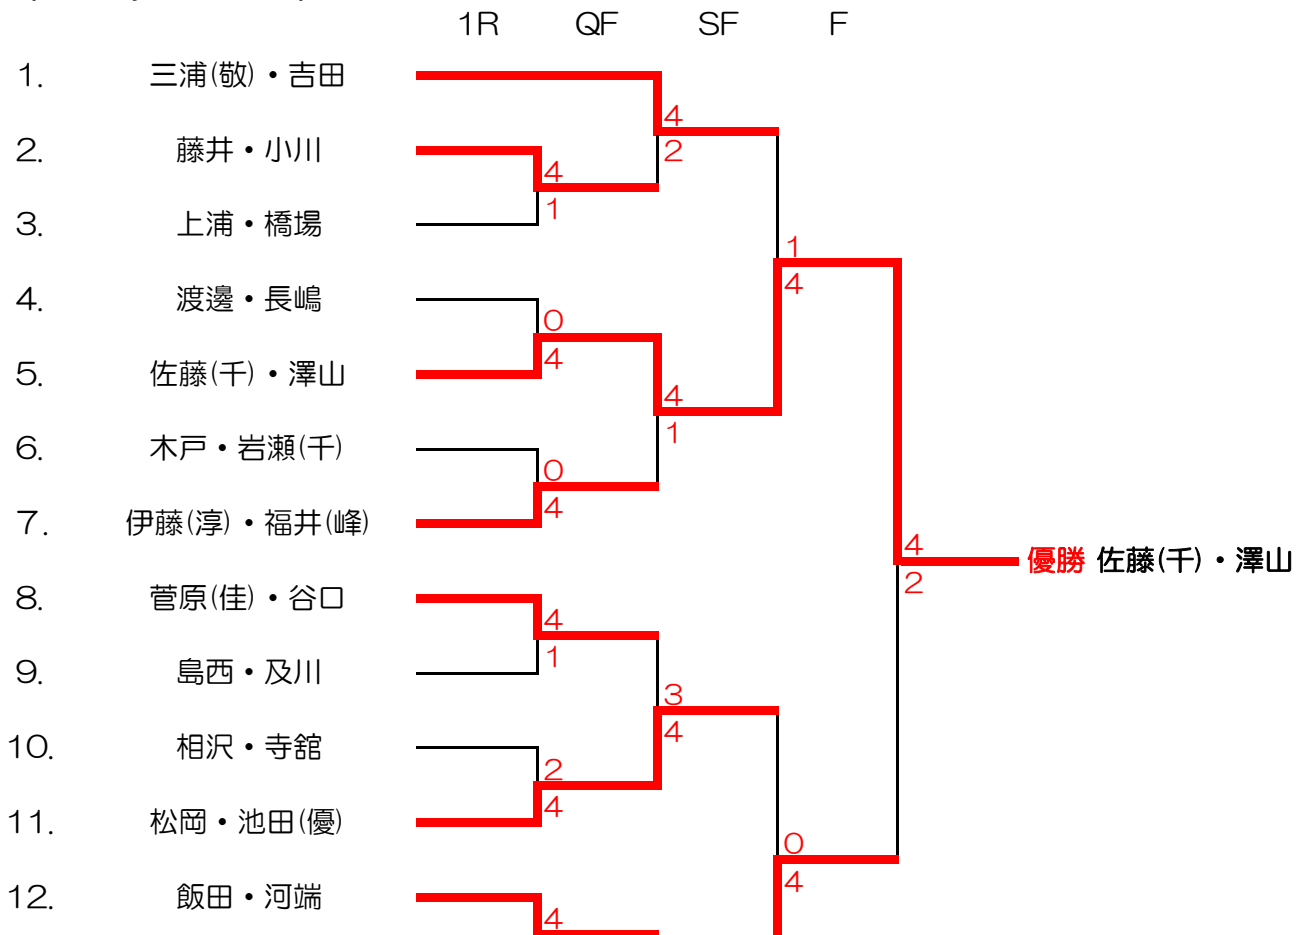 1R QF SF F
1. 三浦(敬)・吉田
4
2. 藤井・小川
2
4
1
3. 上浦・橋場
1
4. 渡邊・長嶋
4
0
5. 佐藤(千)・澤山
4
4
6. 木戸・岩瀬(千)
1
0
7. 伊藤(淳)・福井(峰)
4
4
優勝 佐藤(千)・澤山
2
8. 菅原(佳)・谷口
4
9. 島西・及川
1
3
10. 相沢・寺舘
4
2
11. 松岡・池田(優)
4
0
12. 飯田・河端
4
4